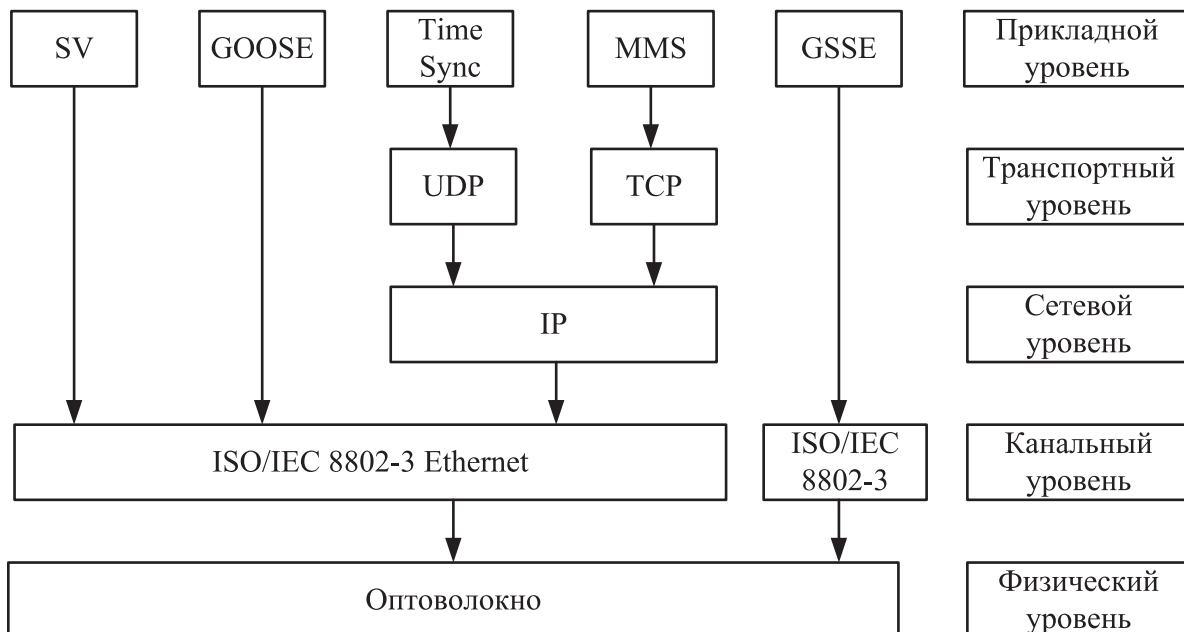 SV
GOOSE
Time
Sync
MMS
GSSE
Прикладной
уровень
UDP
TCP
Транспортный
уровень
IP
Сетевой
уровень
ISO/IEC 8802-3 Ethernet
ISO/IEC
8802-3
Канальный
уровень
Оптоволокно
Физический
уровень